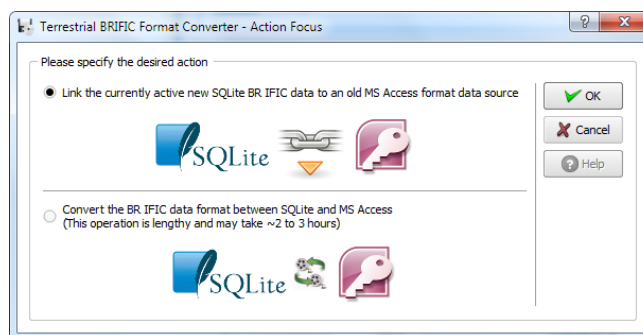 Terrestrial BRIFIC Format Converter - Action Focus
Please specify the desired action
Link the currently active new SQLite BR IFIC data to an old MS Access format data source
OK
SQLite
Cancel
Help
Convert the BR IFIC data format between SQLite and MS Access
(This operation is lengthy and may take ~2 to 3 hours)
SQLite